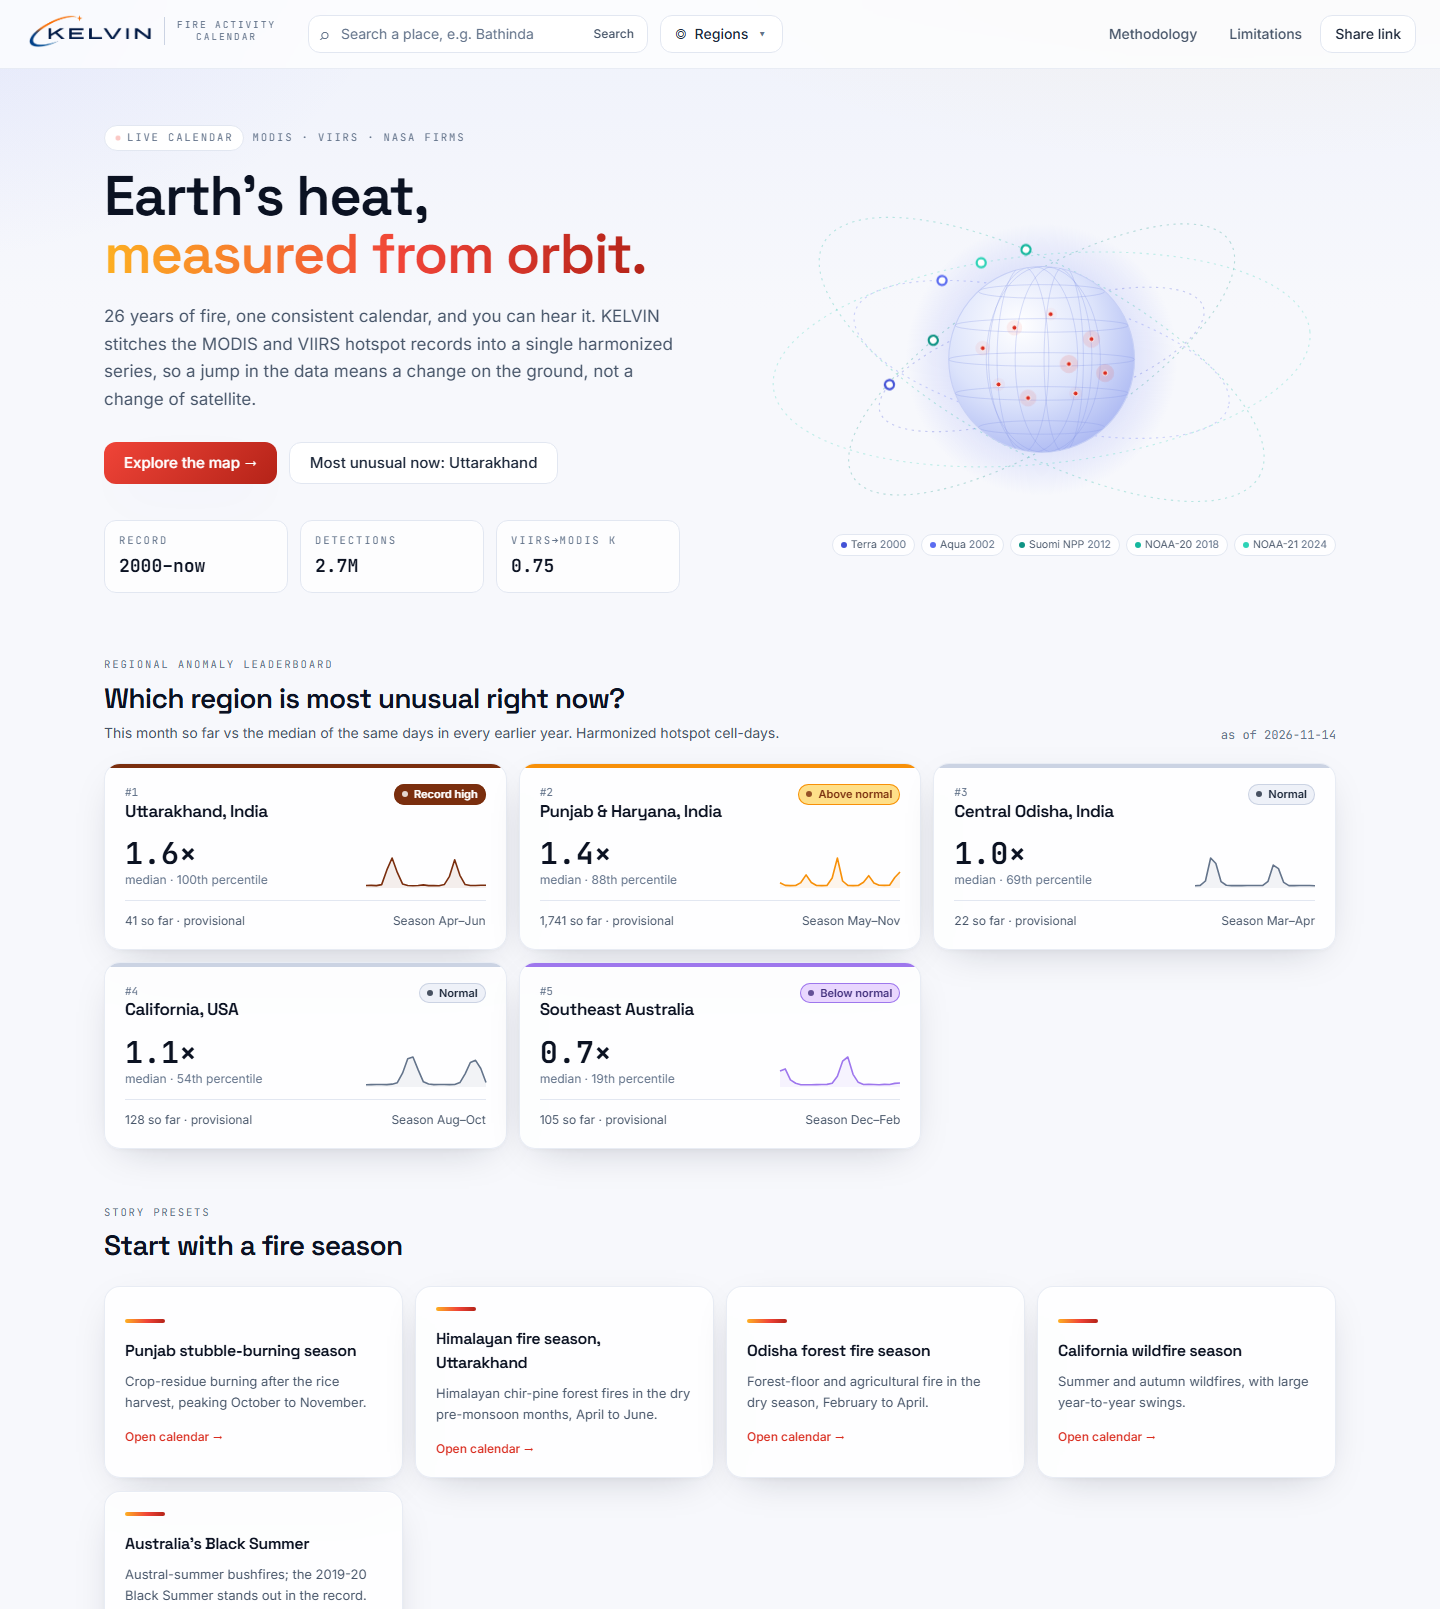 KELVIN
FIRE ACTIVITY
CALENDAR
Search a place, e.g. Bathinda
Search
Regions
Methodology
Limitations
Share link
LIVE CALENDAR
MODIS · VIIRS · NASA FIRMS
Earth's heat,
measured from orbit.
26 years of fire, one consistent calendar, and you can hear it. KELVIN
stitches the MODIS and VIIRS hotspot records into a single harmonized
series, so a jump in the data means a change on the ground, not a
change of satellite.
Explore the map →
Most unusual now: Uttarakhand
RECORD
2000–now
DETECTIONS
2.7M
VIIRS→MODIS K
0.75
Terra 2000
Aqua 2002
Suomi NPP 2012
NOAA-20 2018
NOAA-21 2024
REGIONAL ANOMALY LEADERBOARD
Which region is most unusual right now?
This month so far vs the median of the same days in every earlier year. Harmonized hotspot cell-days.
as of 2026-11-14
#1
Record high
Uttarakhand, India
1.6×
median · 100th percentile
41 so far · provisional
Season Apr–Jun
#2
Above normal
Punjab & Haryana, India
1.4×
median · 88th percentile
1,741 so far · provisional
Season May–Nov
#3
Normal
Central Odisha, India
1.0×
median · 69th percentile
22 so far · provisional
Season Mar–Apr
#4
Normal
California, USA
1.1×
median · 54th percentile
128 so far · provisional
Season Aug–Oct
#5
Below normal
Southeast Australia
0.7×
median · 19th percentile
105 so far · provisional
Season Dec–Feb
STORY PRESETS
Start with a fire season
Punjab stubble-burning season
Crop-residue burning after the rice
harvest, peaking October to November.
Open calendar →
Himalayan fire season,
Uttarakhand
Himalayan chir-pine forest fires in the dry
pre-monsoon months, April to June.
Open calendar →
Odisha forest fire season
Forest-floor and agricultural fire in the
dry season, February to April.
Open calendar →
California wildfire season
Summer and autumn wildfires, with large
year-to-year swings.
Open calendar →
Australia's Black Summer
Austral-summer bushfires; the 2019-20
Black Summer stands out in the record.